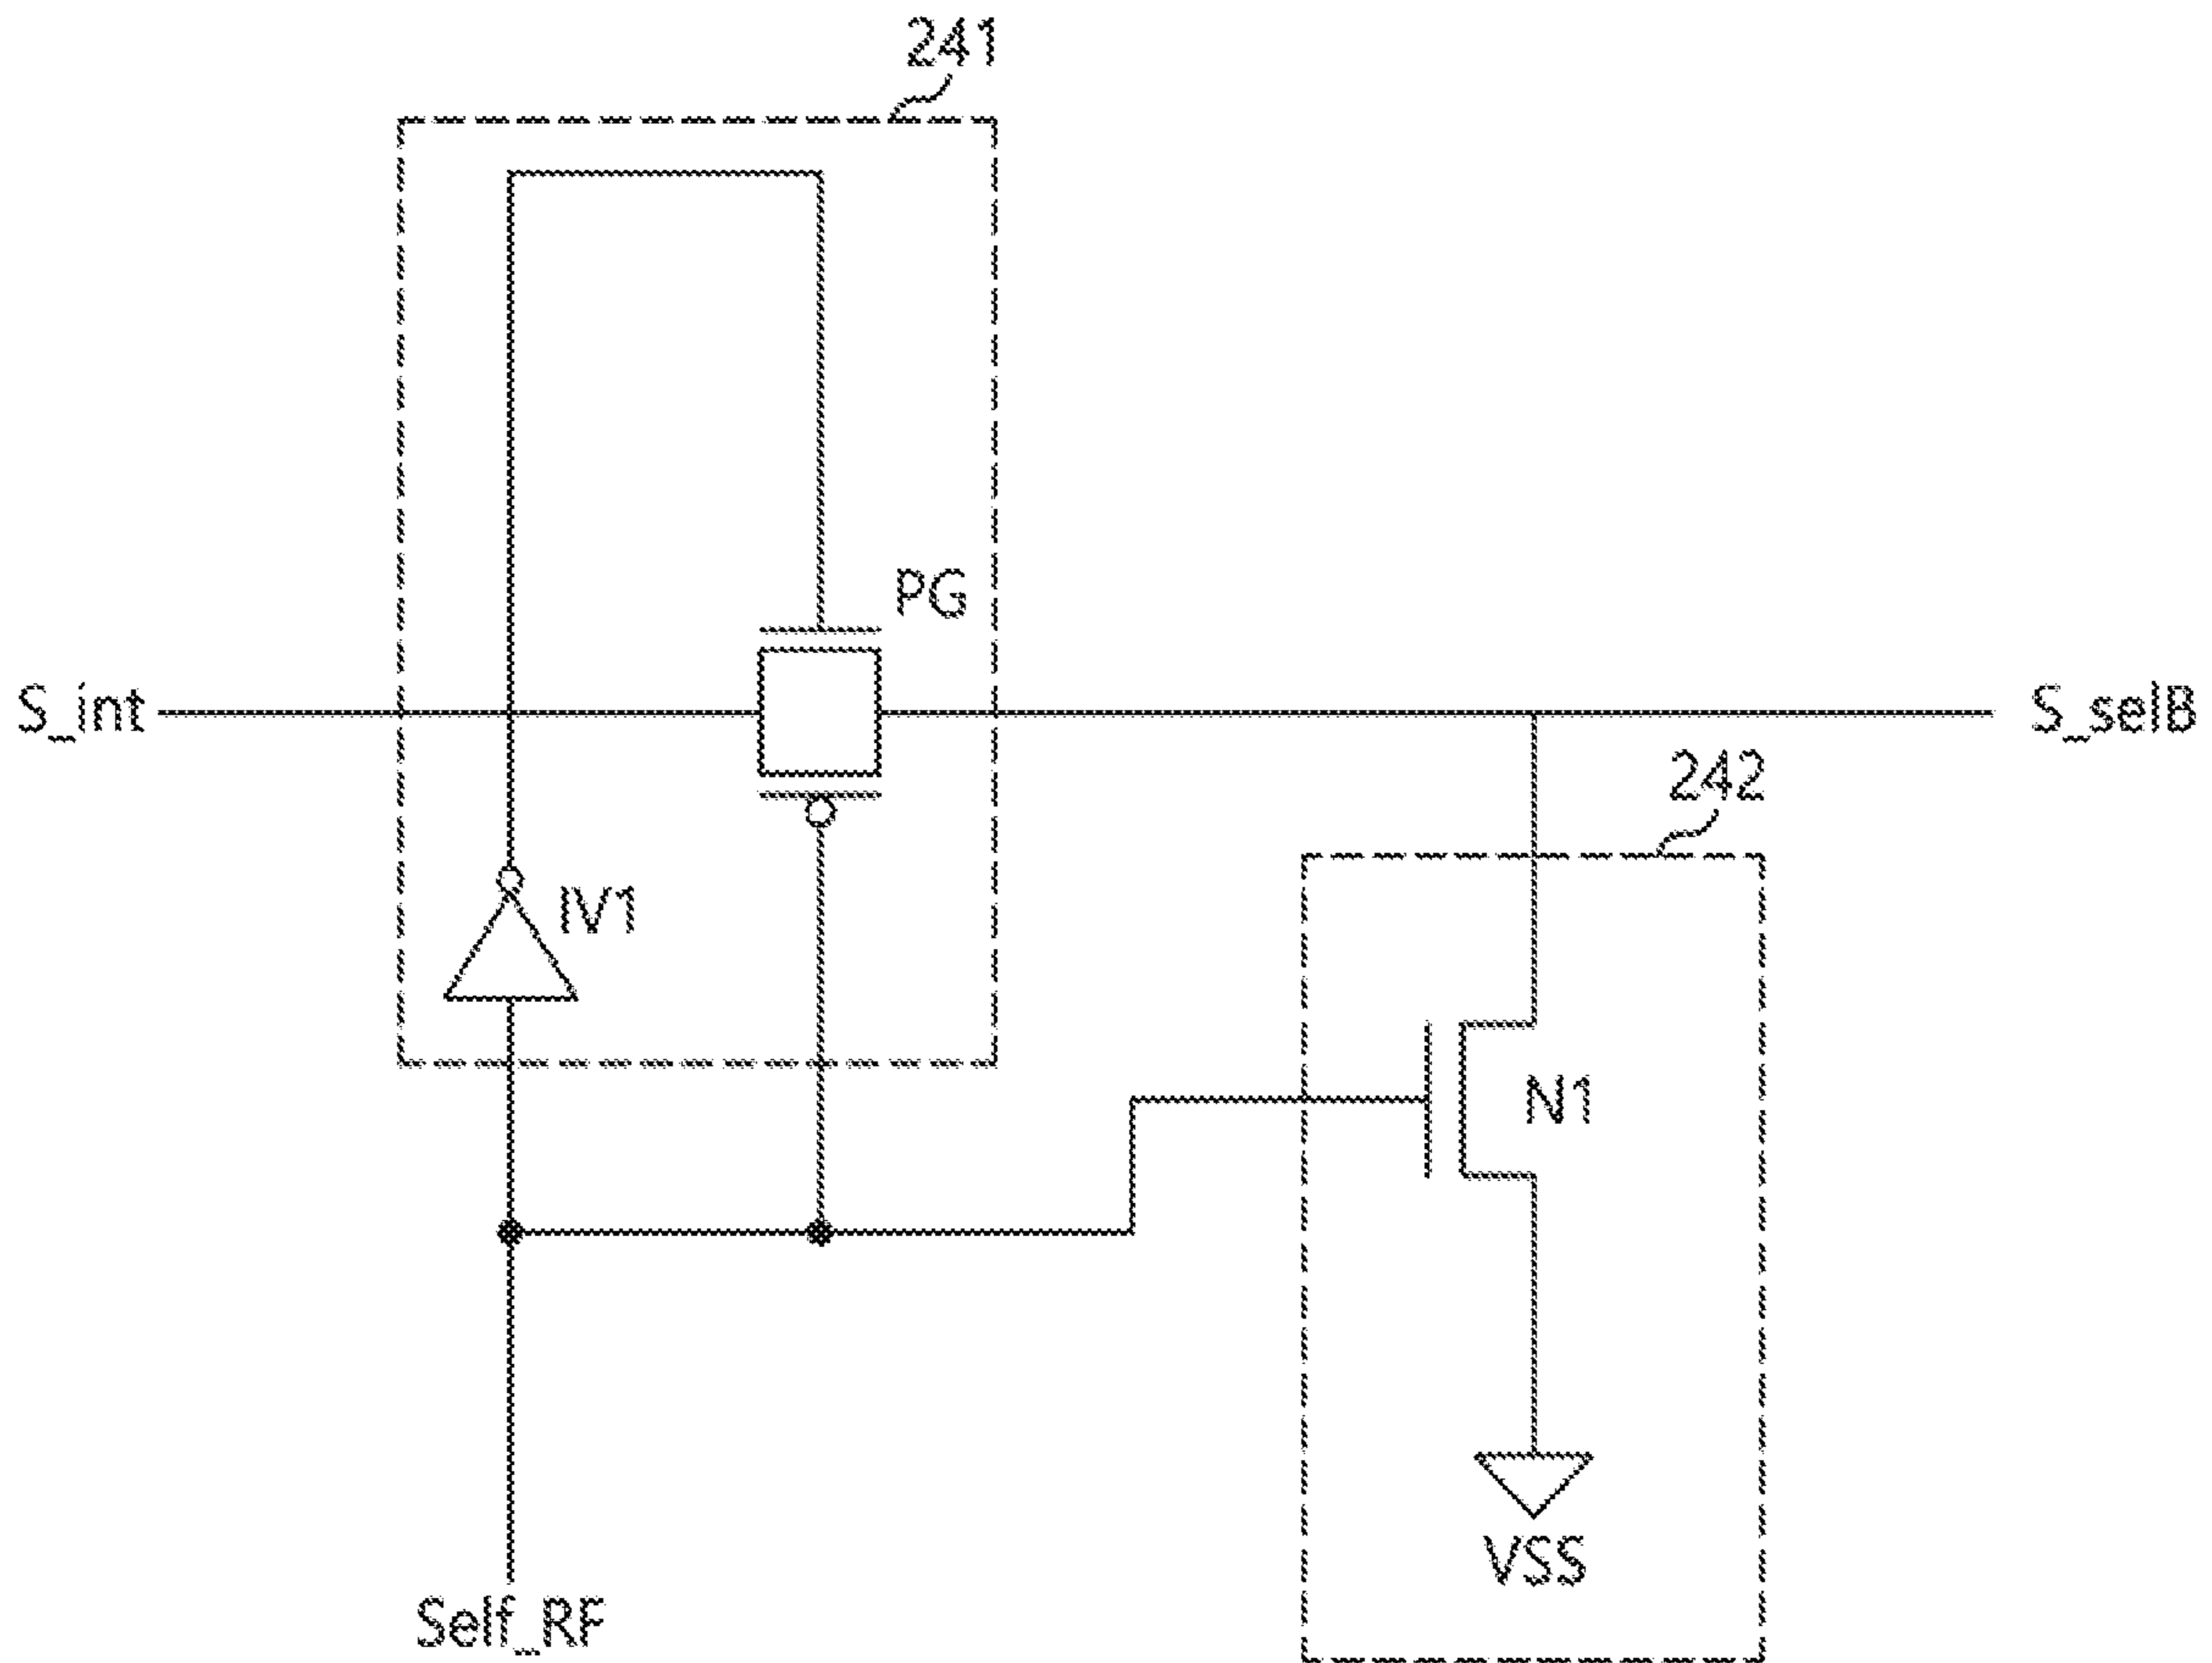 241
PG
S_int
S_selB
242
IV1
N1
VSS
Self_RF